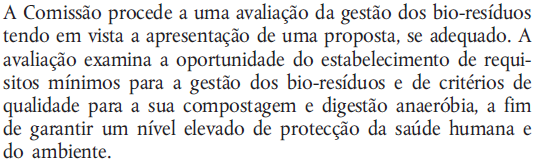 A Comissão procede a uma avaliação da gestão dos bio-resíduos
tendo em vista a apresentação de uma proposta, se adequado. A
avaliação examina a oportunidade do estabelecimento de requi-
sitos mínimos para a gestão dos bio-resíduos e de critérios de
qualidade para a sua compostagem e digestão anaeróbia, a fim
de garantir um nível elevado de protecção da saúde humana e
do ambiente.